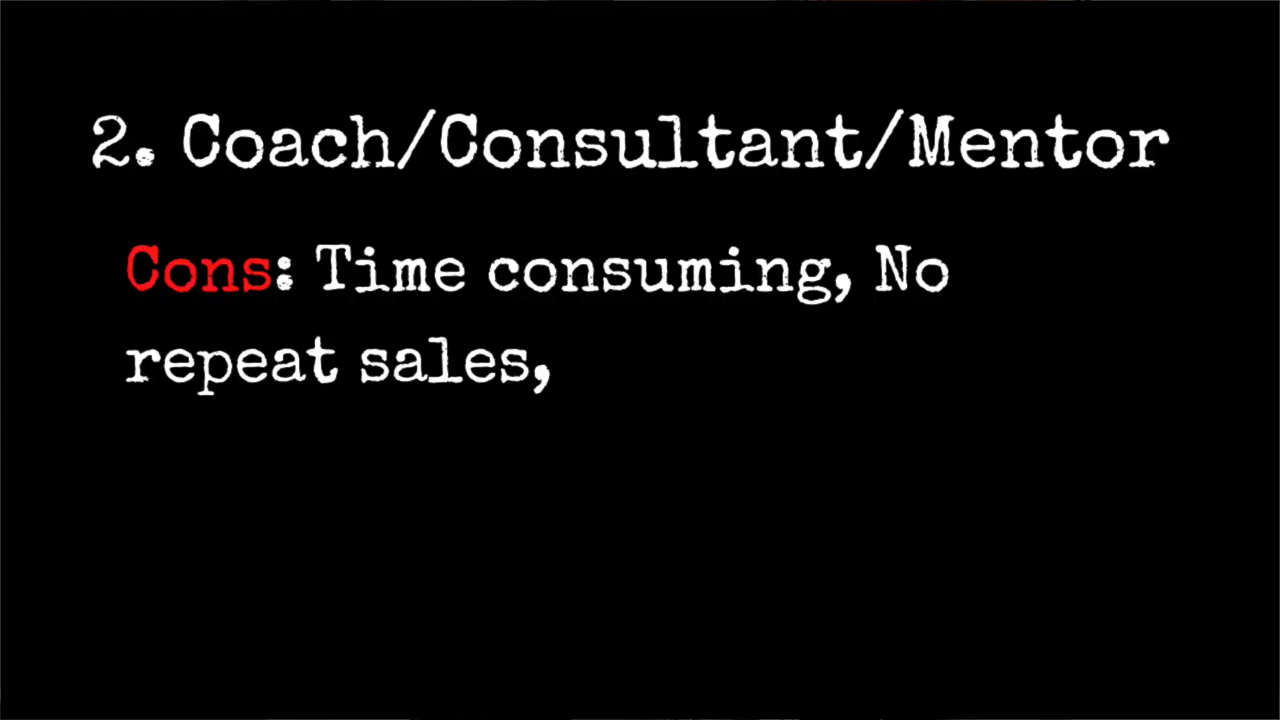 2. Coach/Consultant/Mentor
Cons: Time consuming, No
repeat sales,